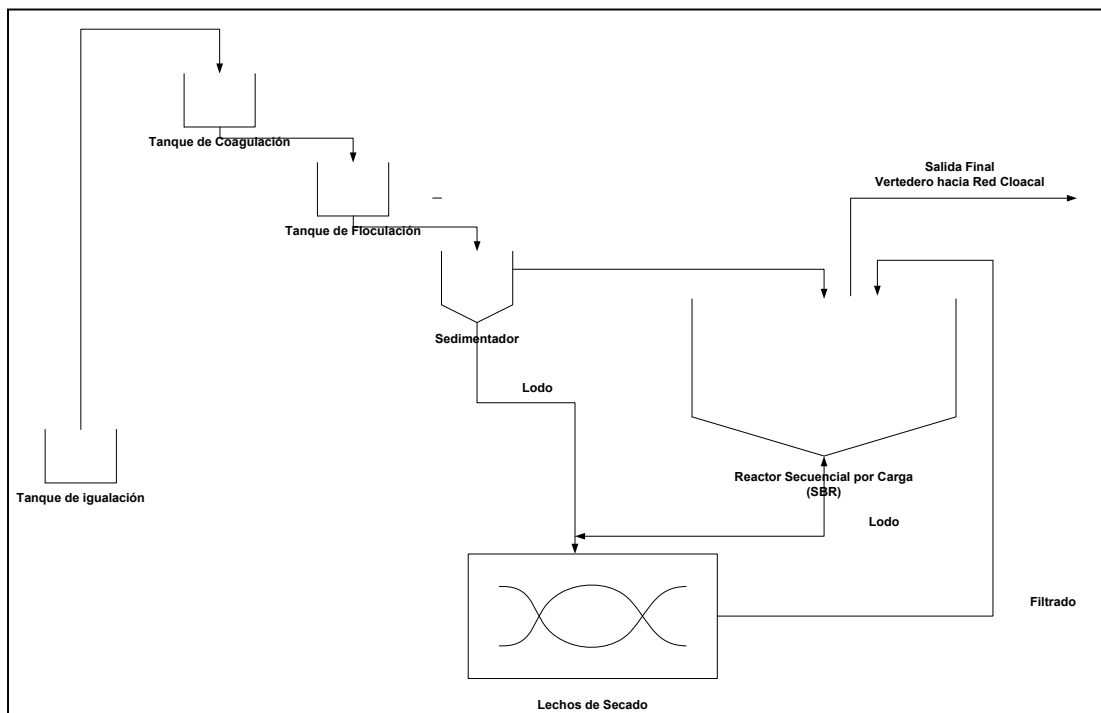 Tanque de Coagulación
Salida Final
Vertedero hacia Red Cloacal
Tanque de Floculación
Sedimentador
Lodo
Reactor Secuencial por Carga
(SBR)
Tanque de igualación
Lodo
Filtrado
Lechos de Secado